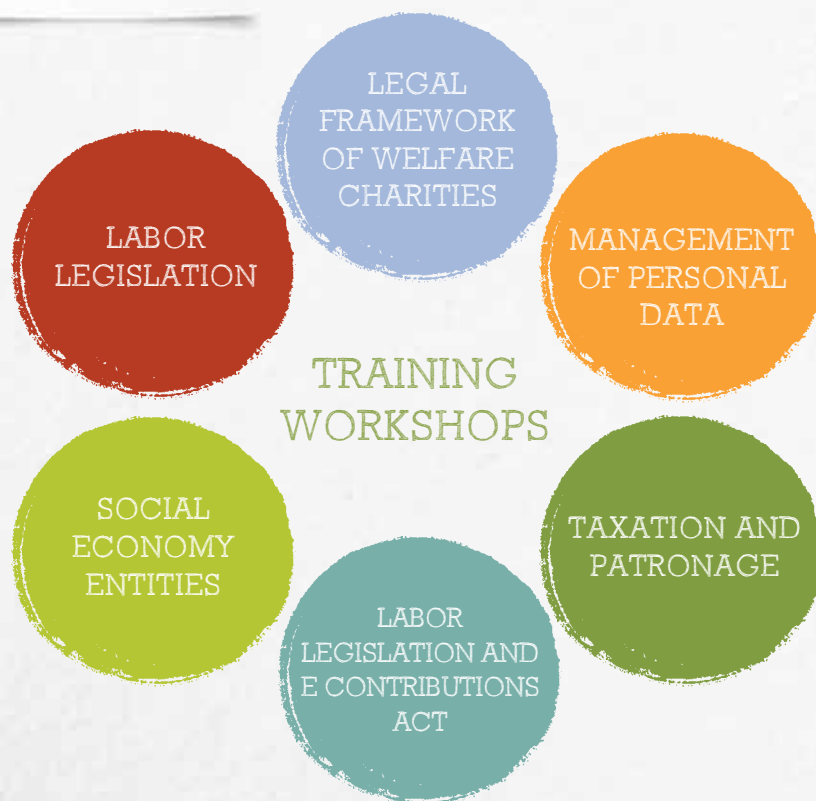 LEGAL
FRAMEWORK
OF WELFARE
CHARITIES
LABOR
LEGISLATION
MANAGEMENT
OF PERSONAL
DATA
TRAINING
WORKSHOPS
SOCIAL
ECONOMY
ENTITIES
TAXATION AND
PATRONAGE
LABOR
LEGISLATION AND
E CONTRIBUTIONS
ACT